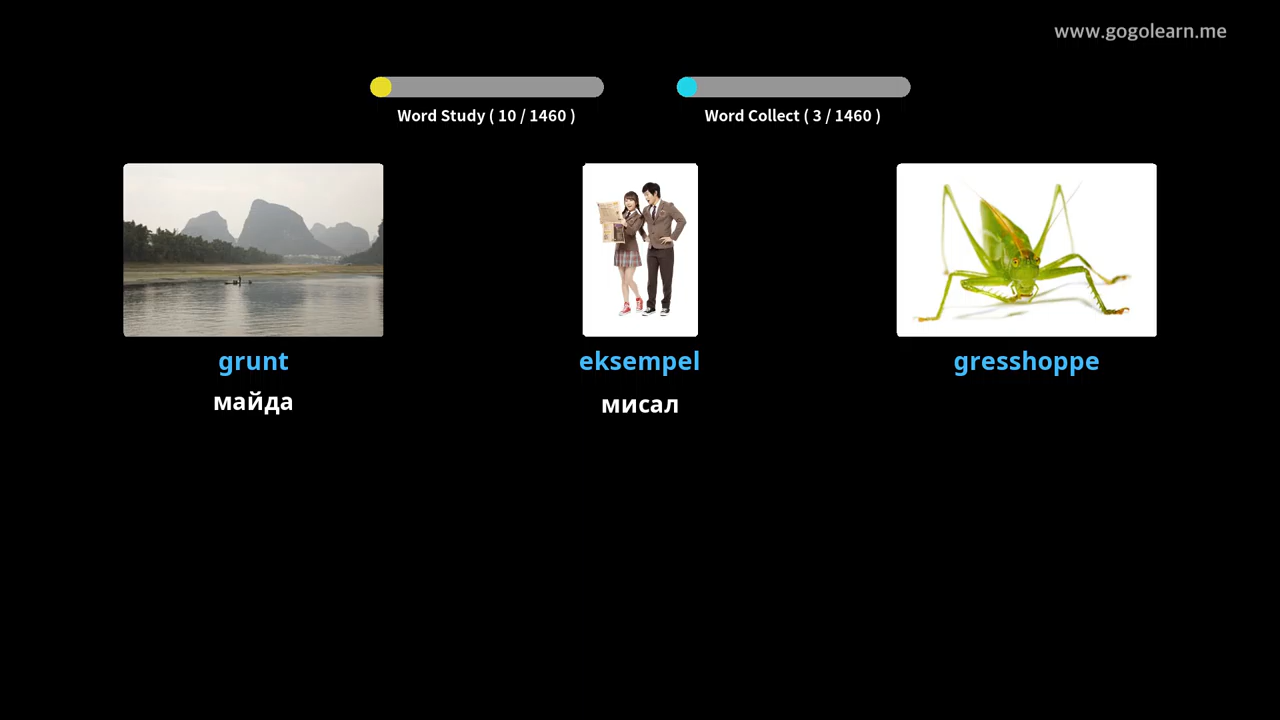 www.gogolearn.me
Word Study ( 10 / 1460 )
Word Collect ( 3 / 1460 )
grunt
eksempel
gresshoppe
майда
мисал